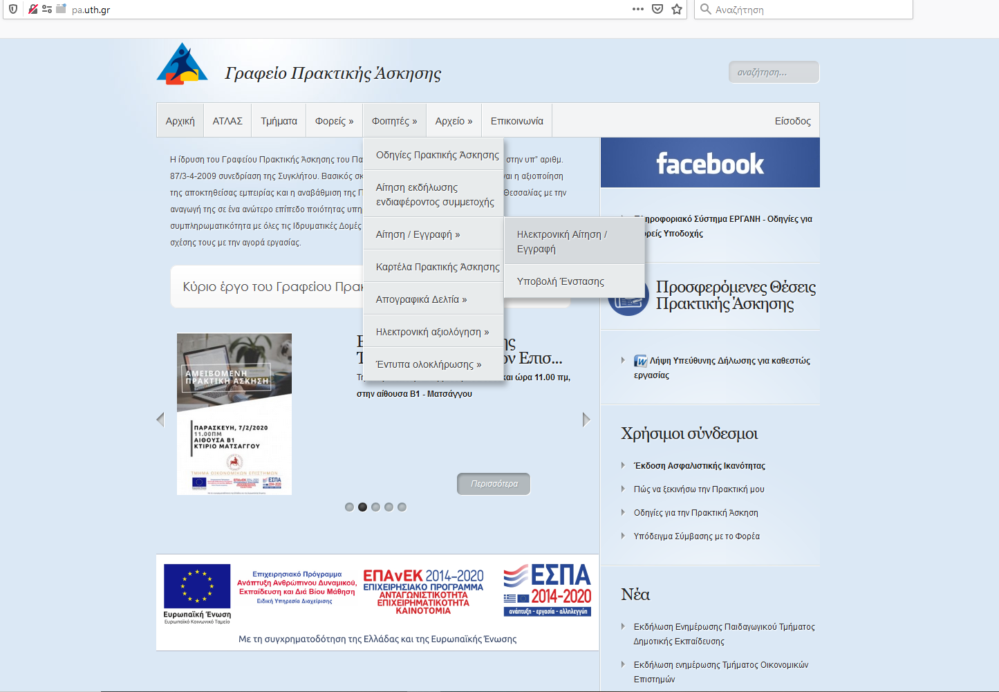 pa.uth.gr
Αναζήτηση
Γραφείο Πρακτικής Άσκησης
αναζήτηση...
Αρχική
ΑΤΛΑΣ
Τμήματα
Φορείς »
Φοιτητές »
Αρχείο »
Επικοινωνία
Είσοδος
Η ίδρυση του Γραφείου Πρακτικής Άσκησης του στην υπ" αριθμ.
87/3-4-2009 συνεδρίαση της Συγκλήτου. Βασικός η αξιοποίηση
της αποκτηθείσας εμπειρίας και η αναβάθμιση της Θεσσαλίας με την
αναγωγή της σε ένα ανώτερο επίπεδο ποιότητας
συμπληρωματικότητα με όλες τις Ιδρυματικές Δομές
σχέσης τους με την αγορά εργασίας.
Οδηγίες Πρακτικής Άσκησης
Αίτηση εκδήλωσης
ενδιαφέροντος συμμετοχής
Αίτηση / Εγγραφή »
Καρτέλα Πρακτικής Άσκησης
Απογραφικά Δελτία »
Ηλεκτρονική αξιολόγηση »
Έντυπα ολοκλήρωσης »
Ηλεκτρονική Αίτηση /
Εγγραφή
Υποβολή Ένστασης
Κύριο έργο του Γραφείου
ΑΜΕΙΒΟΜΕΝΗ
ΠΡΑΚΤΙΚΗ ΑΣΚΗΣΗ
ΠΑΡΑΣΚΕΥΗ, 7/2/2020
11.00ΠΜ
ΑΙΘΟΥΣΑ Β1
ΚΤΙΡΙΟ ΜΑΤΣΑΓΓΟΥ
ΤΜΗΜΑ ΟΙΚΟΝΟΜΙΚΩΝ ΕΠΙΣΤΗΜΩΝ
ΕΠΑνΕΚ 2014-2020
ΕΣΠΑ
2014-2020
Επισ...
και ώρα 11.00 πμ,
στην αίθουσα Β1 - Ματσάγγου
Περισσότερα
Ευρωπαϊκή Ένωση
Ευρωπαϊκό Κοινωνικό Ταμείο
Επιχειρησιακό Πρόγραμμα
Ανάπτυξη Ανθρώπινου Δυναμικού,
Εκπαίδευση και Διά Βίου Μάθηση
Ειδική Υπηρεσία Διαχείρισης
ΕΠΑνΕΚ 2014–2020
ΕΠΙΧΕΙΡΗΣΙΑΚΟ ΠΡΟΓΡΑΜΜΑ
ΑΝΤΑΓΩΝΙΣΤΙΚΟΤΗΤΑ
ΕΠΙΧΕΙΡΗΜΑΤΙΚΟΤΗΤΑ
ΚΑΙΝΟΤΟΜΙΑ
ΕΣΠΑ
2014-2020
ανάπτυξη - εργασία - αλληλεγγύη
Με τη συγχρηματοδότηση της Ελλάδας και της Ευρωπαϊκής Ένωσης
facebook
Πληροφοριακό Σύστημα ΕΡΓΑΝΗ - Οδηγίες για
Φορείς Υποδοχής
Προσφερόμενες Θέσεις
Πρακτικής Άσκησης
Λήψη Υπεύθυνης Δήλωσης για καθεστώς
εργασίας
Χρήσιμοι σύνδεσμοι
Έκδοση Ασφαλιστικής Ικανότητας
Πώς να ξεκινήσω την Πρακτική μου
Οδηγίες για την Πρακτική Άσκηση
Υπόδειγμα Σύμβασης με το Φορέα
Νέα
Εκδήλωση Ενημέρωσης Παιδαγωγικού Τμήματος
Δημοτικής Εκπαίδευσης
Εκδήλωση ενημέρωσης Τμήματος Οικονομικών
Επιστημών